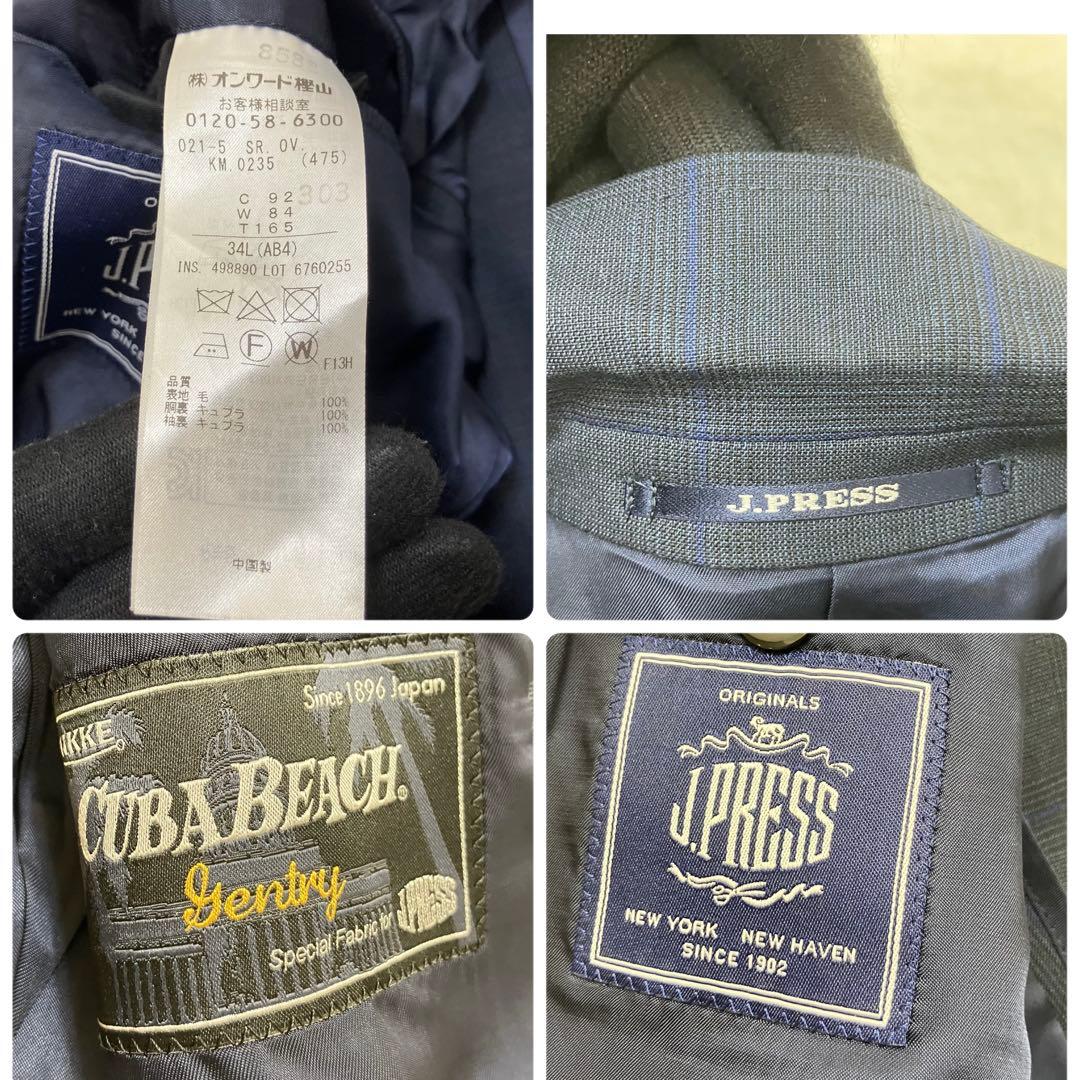 858
(株)オンワード樫山
お客様相談室
0120-58-6300
021-5 SR. OV.
KM.0235 (475)
303
C 92
W 84
T 165
34L(AB4)
INS. 498890 LOT 6760255
F
W
F13H
品質
表地 毛 100%
胴裏 キュプラ 100%
袖裏 キュプラ 100%
中国製
NEW YORK
SINCE
J.PRESS
Since 1896 Japan
CUBA BEACH®
Gentry
Special Fabric for J.PRESS
ORIGINALS
J.PRESS
NEW YORK NEW HAVEN
SINCE 1902